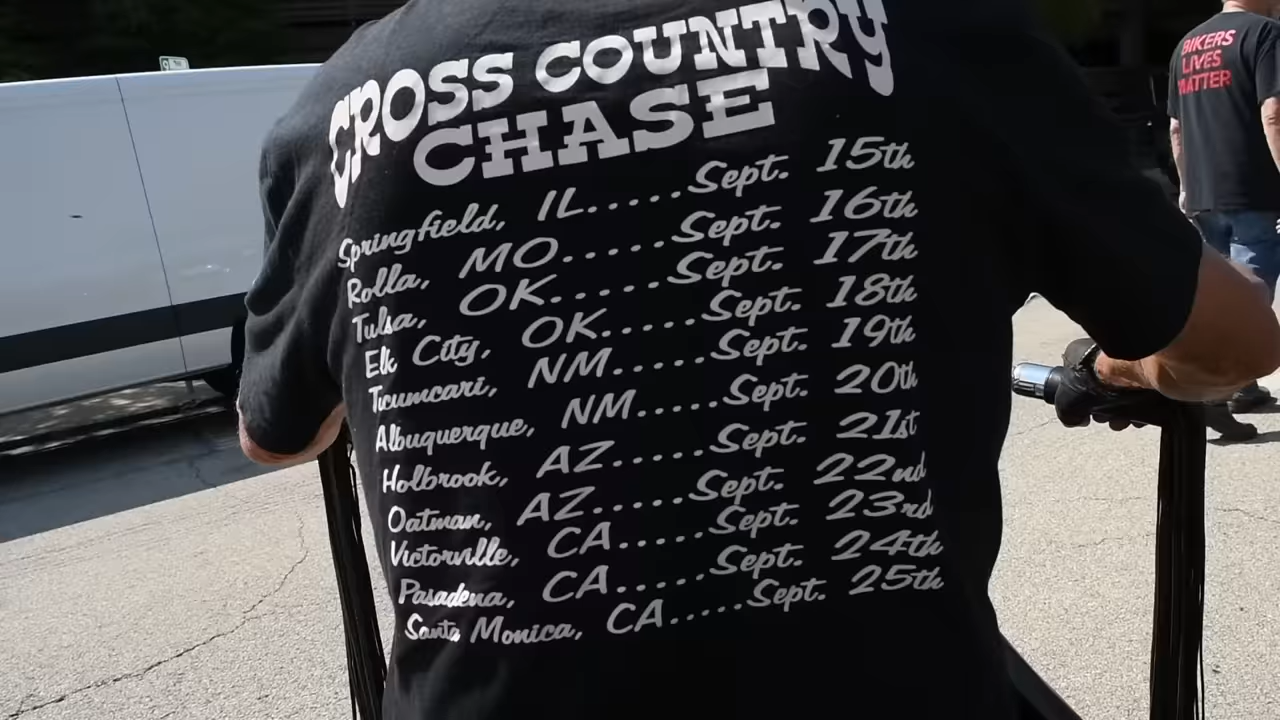 CROSS COUNTRY
CHASE
Springfield, IL.....Sept. 15th
Rolla, MO.....Sept. 16th
Tulsa, OK.....Sept. 17th
Elk City, OK.....Sept. 18th
Tucumcari, NM.....Sept. 19th
Albuquerque, NM.....Sept. 20th
Holbrook, AZ.....Sept. 21st
Oatman, AZ.....Sept. 22nd
Victorville, CA.....Sept. 23rd
Pasadena, CA.....Sept. 24th
Santa Monica, CA.....Sept. 25th
BIKERS
LIVES
MATTER